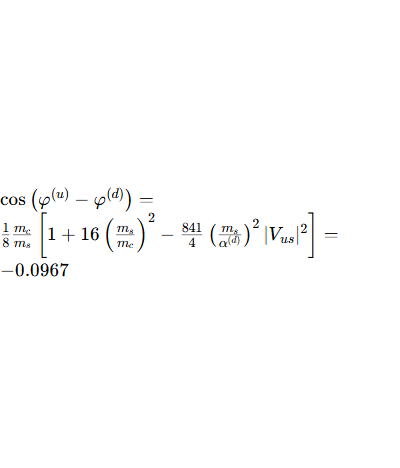 cos (φ⁽ᵘ⁾ − φ⁽ᵈ⁾) =
1/8 m_c/m_s [1 + 16 (m_s/m_c)² − 841/4 (m_s/α⁽ᵈ⁾)² |V_us|²] =
−0.0967